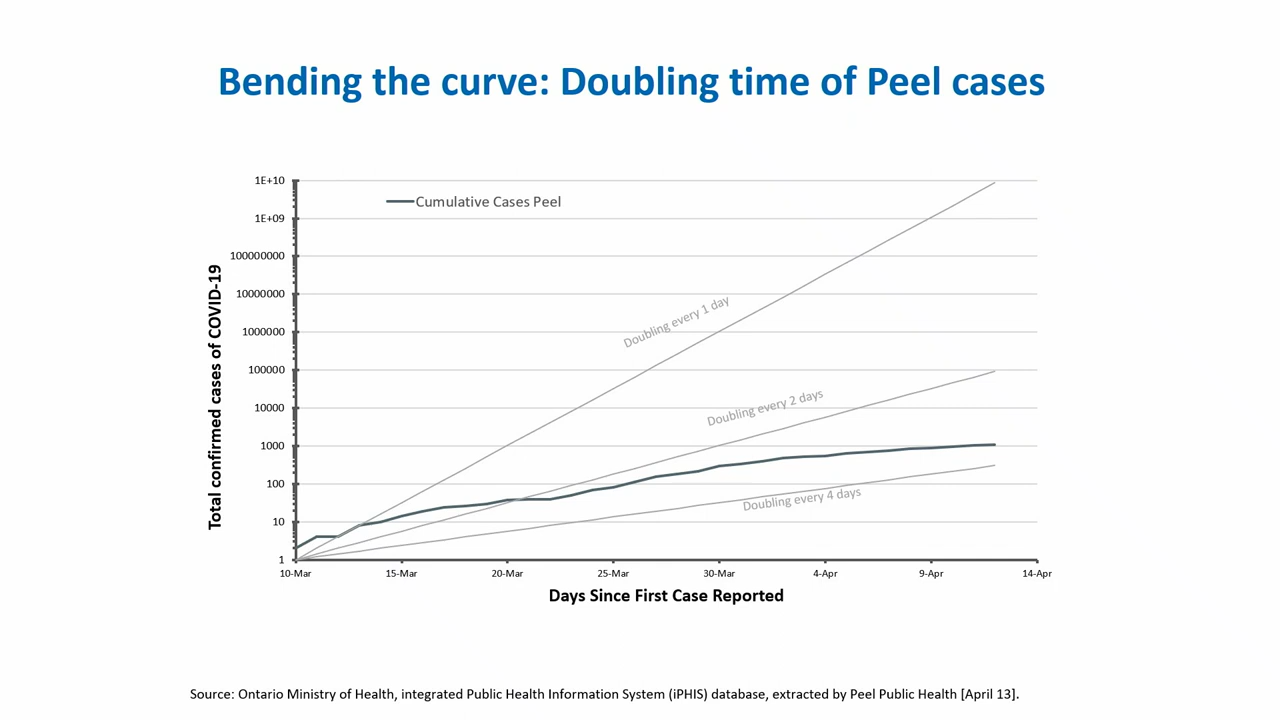 Bending the curve: Doubling time of Peel cases
1E+10
1E+09
100000000
10000000
1000000
100000
10000
1000
100
10
1
Total confirmed cases of COVID-19
Cumulative Cases Peel
Doubling every 1 day
Doubling every 2 days
Doubling every 4 days
10-Mar 15-Mar 20-Mar 25-Mar 30-Mar 4-Apr 9-Apr 14-Apr
Days Since First Case Reported
Source: Ontario Ministry of Health, integrated Public Health Information System (iPHIS) database, extracted by Peel Public Health [April 13].